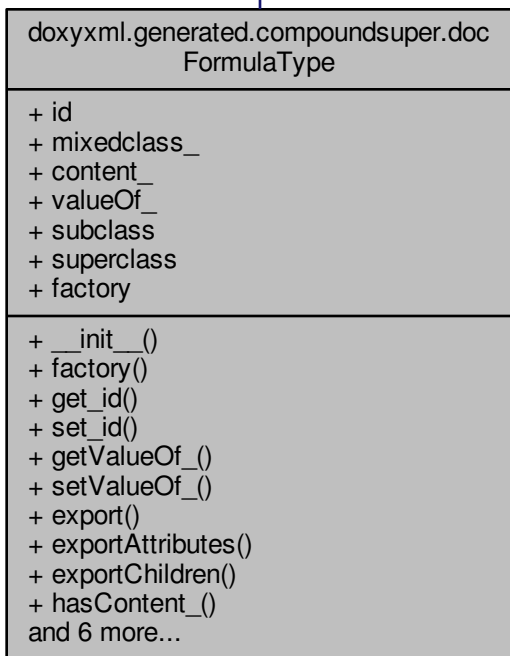 doxyxml.generated.compoundsuper.doc
FormulaType
+ id
+ mixedclass_
+ content_
+ valueOf_
+ subclass
+ superclass
+ factory
+ __init__()
+ factory()
+ get_id()
+ set_id()
+ getValueOf_()
+ setValueOf_()
+ export()
+ exportAttributes()
+ exportChildren()
+ hasContent_()
and 6 more...